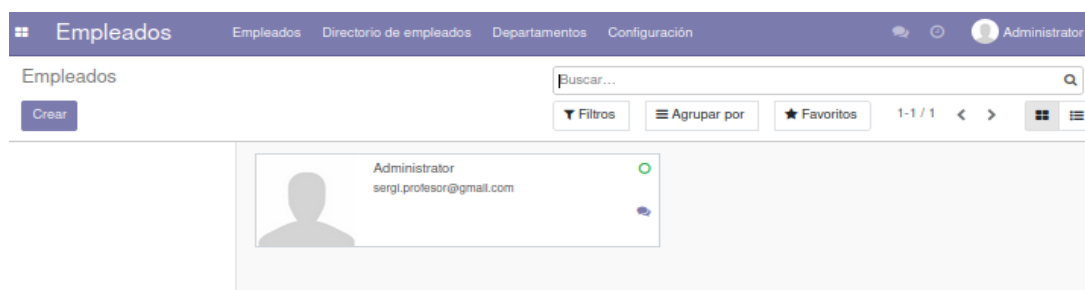 Empleados Empleados Directorio de empleados Departamentos Configuración Administrator
Empleados
Buscar...
Crear Filtros Agrupar por Favoritos 1-1 / 1
Administrator
sergi.profesor@gmail.com